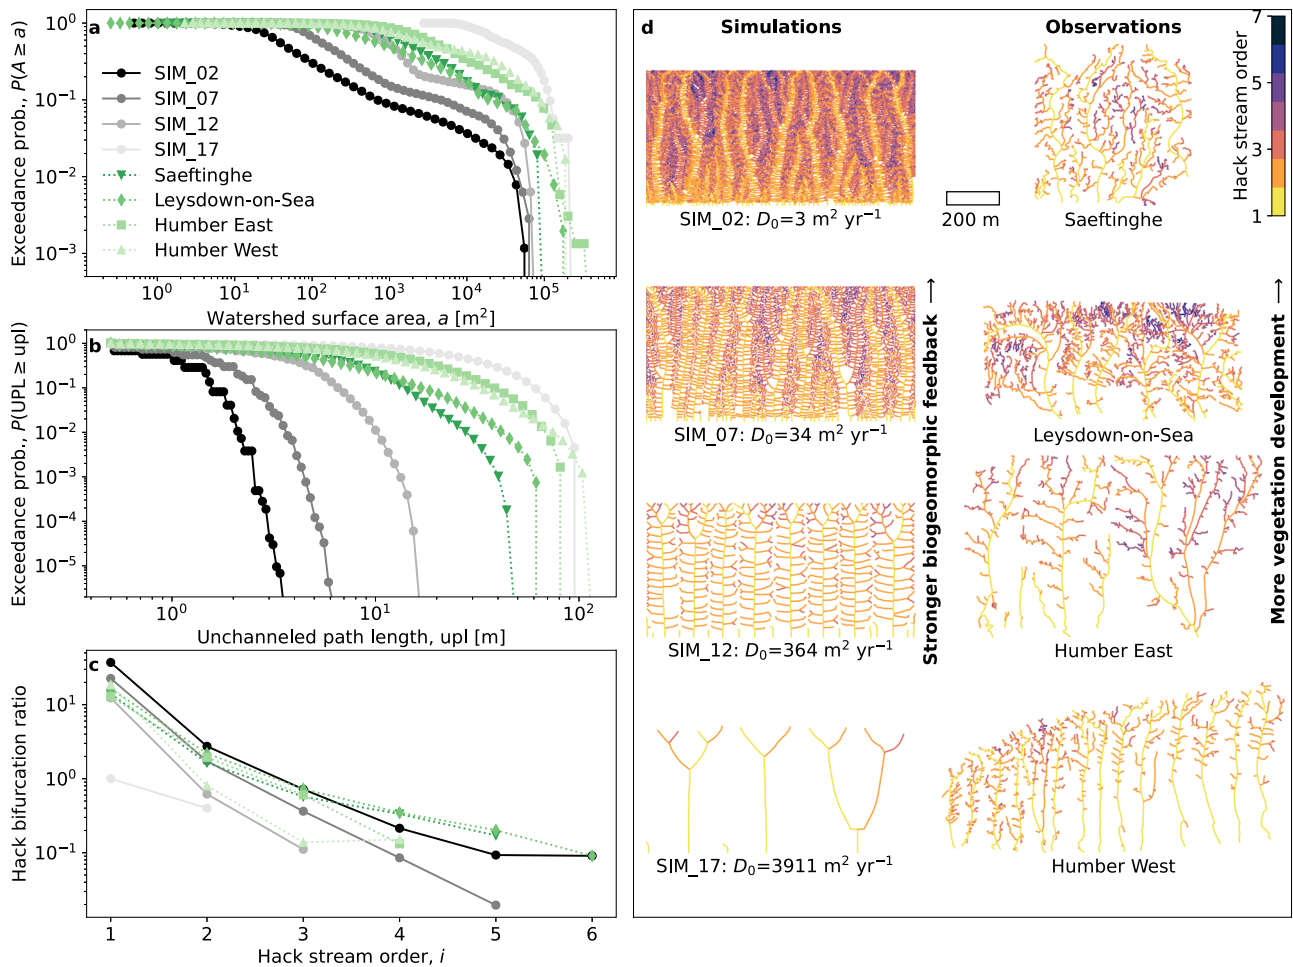 a
Exceedance prob., P(A ≥ a)
10⁰
10⁻¹
10⁻²
10⁻³
SIM_02
SIM_07
SIM_12
SIM_17
Saeftinghe
Leysdown-on-Sea
Humber East
Humber West
10⁰ 10¹ 10² 10³ 10⁴ 10⁵
Watershed surface area, a [m²]
b
Exceedance prob., P(UPL ≥ upl)
10⁰
10⁻¹
10⁻²
10⁻³
10⁻⁴
10⁻⁵
10⁰ 10¹ 10²
Unchanneled path length, upl [m]
c
Hack bifurcation ratio
10¹
10⁰
10⁻¹
1 2 3 4 5 6
Hack stream order, i
d
Simulations
Observations
Hack stream order
7
5
3
1
SIM_02: D₀=3 m² yr⁻¹
200 m
Saeftinghe
SIM_07: D₀=34 m² yr⁻¹
Leysdown-on-Sea
Stronger biogeomorphic feedback →
More vegetation development →
SIM_12: D₀=364 m² yr⁻¹
Humber East
SIM_17: D₀=3911 m² yr⁻¹
Humber West